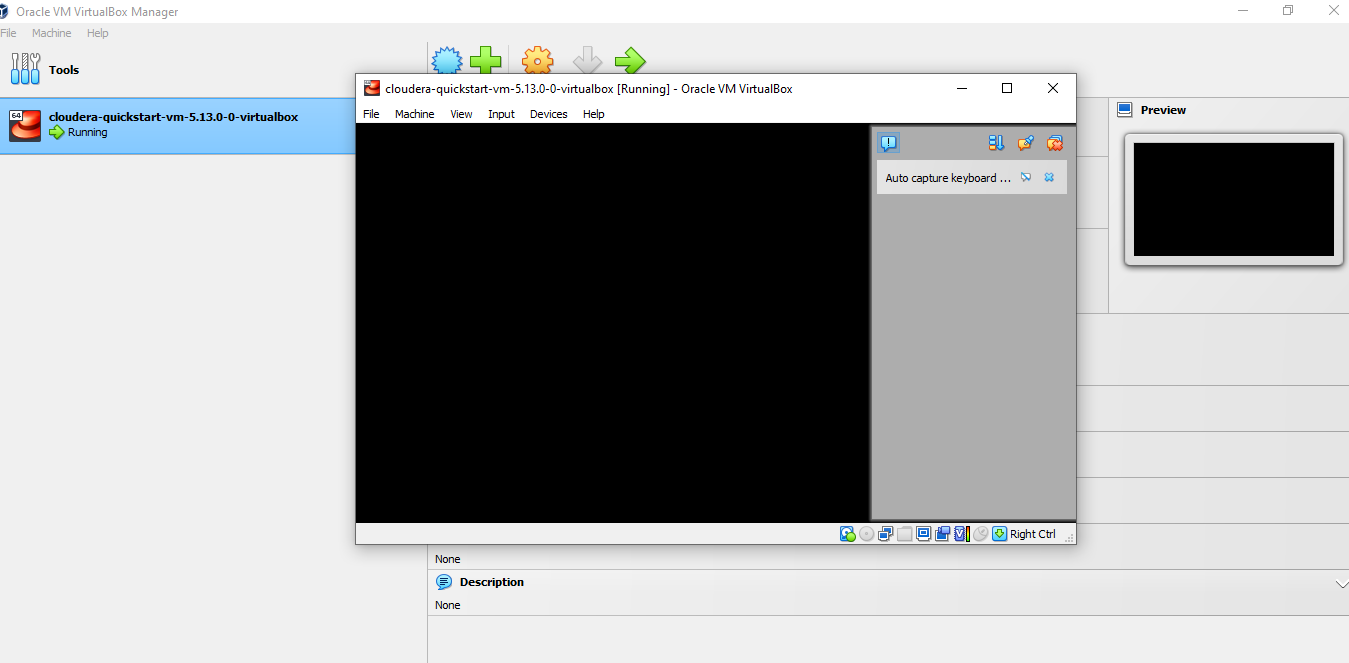 Oracle VM VirtualBox Manager
File Machine Help
Tools
64
cloudera-quickstart-vm-5.13.0-0-virtualbox
Running
cloudera-quickstart-vm-5.13.0-0-virtualbox [Running] - Oracle VM VirtualBox
File Machine View Input Devices Help
Auto capture keyboard ...
Right Ctrl
Preview
None
Description
None